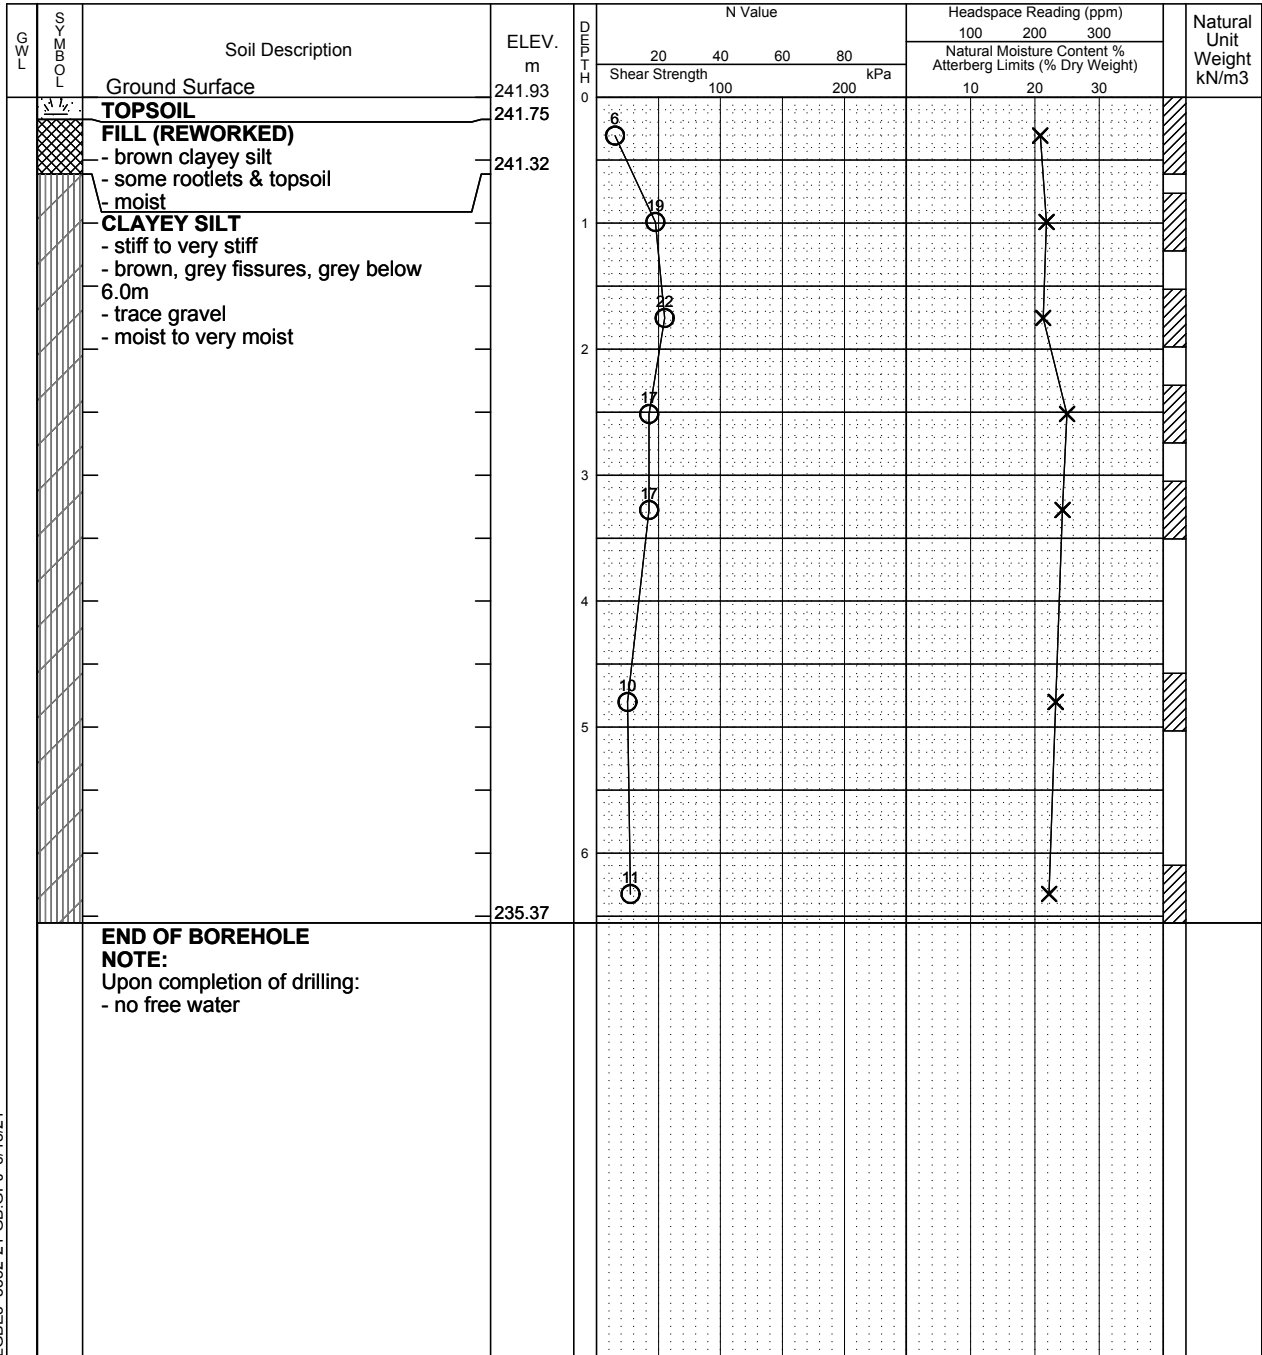 GWL
SYMBOL
Soil Description
Ground Surface
ELEV.
m
241.93
DEPTH
N Value
20 40 60 80
Shear Strength kPa
100 200
Headspace Reading (ppm)
100 200 300
Natural Moisture Content %
Atterberg Limits (% Dry Weight)
10 20 30
Natural
Unit
Weight
kN/m3
0
TOPSOIL
241.75
FILL (REWORKED)
- brown clayey silt
241.32
- some rootlets & topsoil
- moist
CLAYEY SILT
- stiff to very stiff
- brown, grey fissures, grey below
6.0m
- trace gravel
- moist to very moist
6
1
19
22
2
17
3
17
4
10
5
6
11
235.37
END OF BOREHOLE
NOTE:
Upon completion of drilling:
- no free water